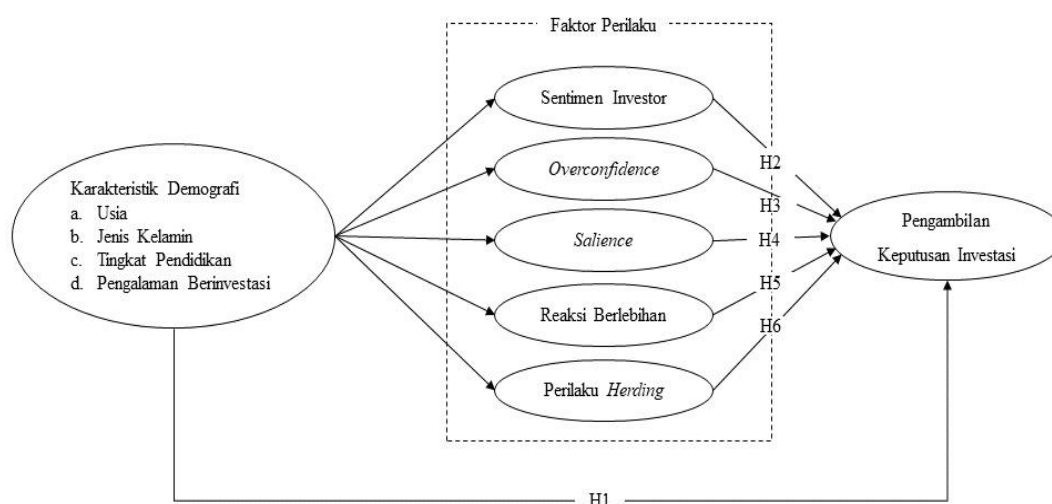 Faktor Perilaku
Sentimen Investor
Overconfidence
Salience
Reaksi Berlebihan
Perilaku Herding
Karakteristik Demografi
a. Usia
b. Jenis Kelamin
c. Tingkat Pendidikan
d. Pengalaman Berinvestasi
H2
H3
H4
H5
H6
Pengambilan
Keputusan Investasi
H1